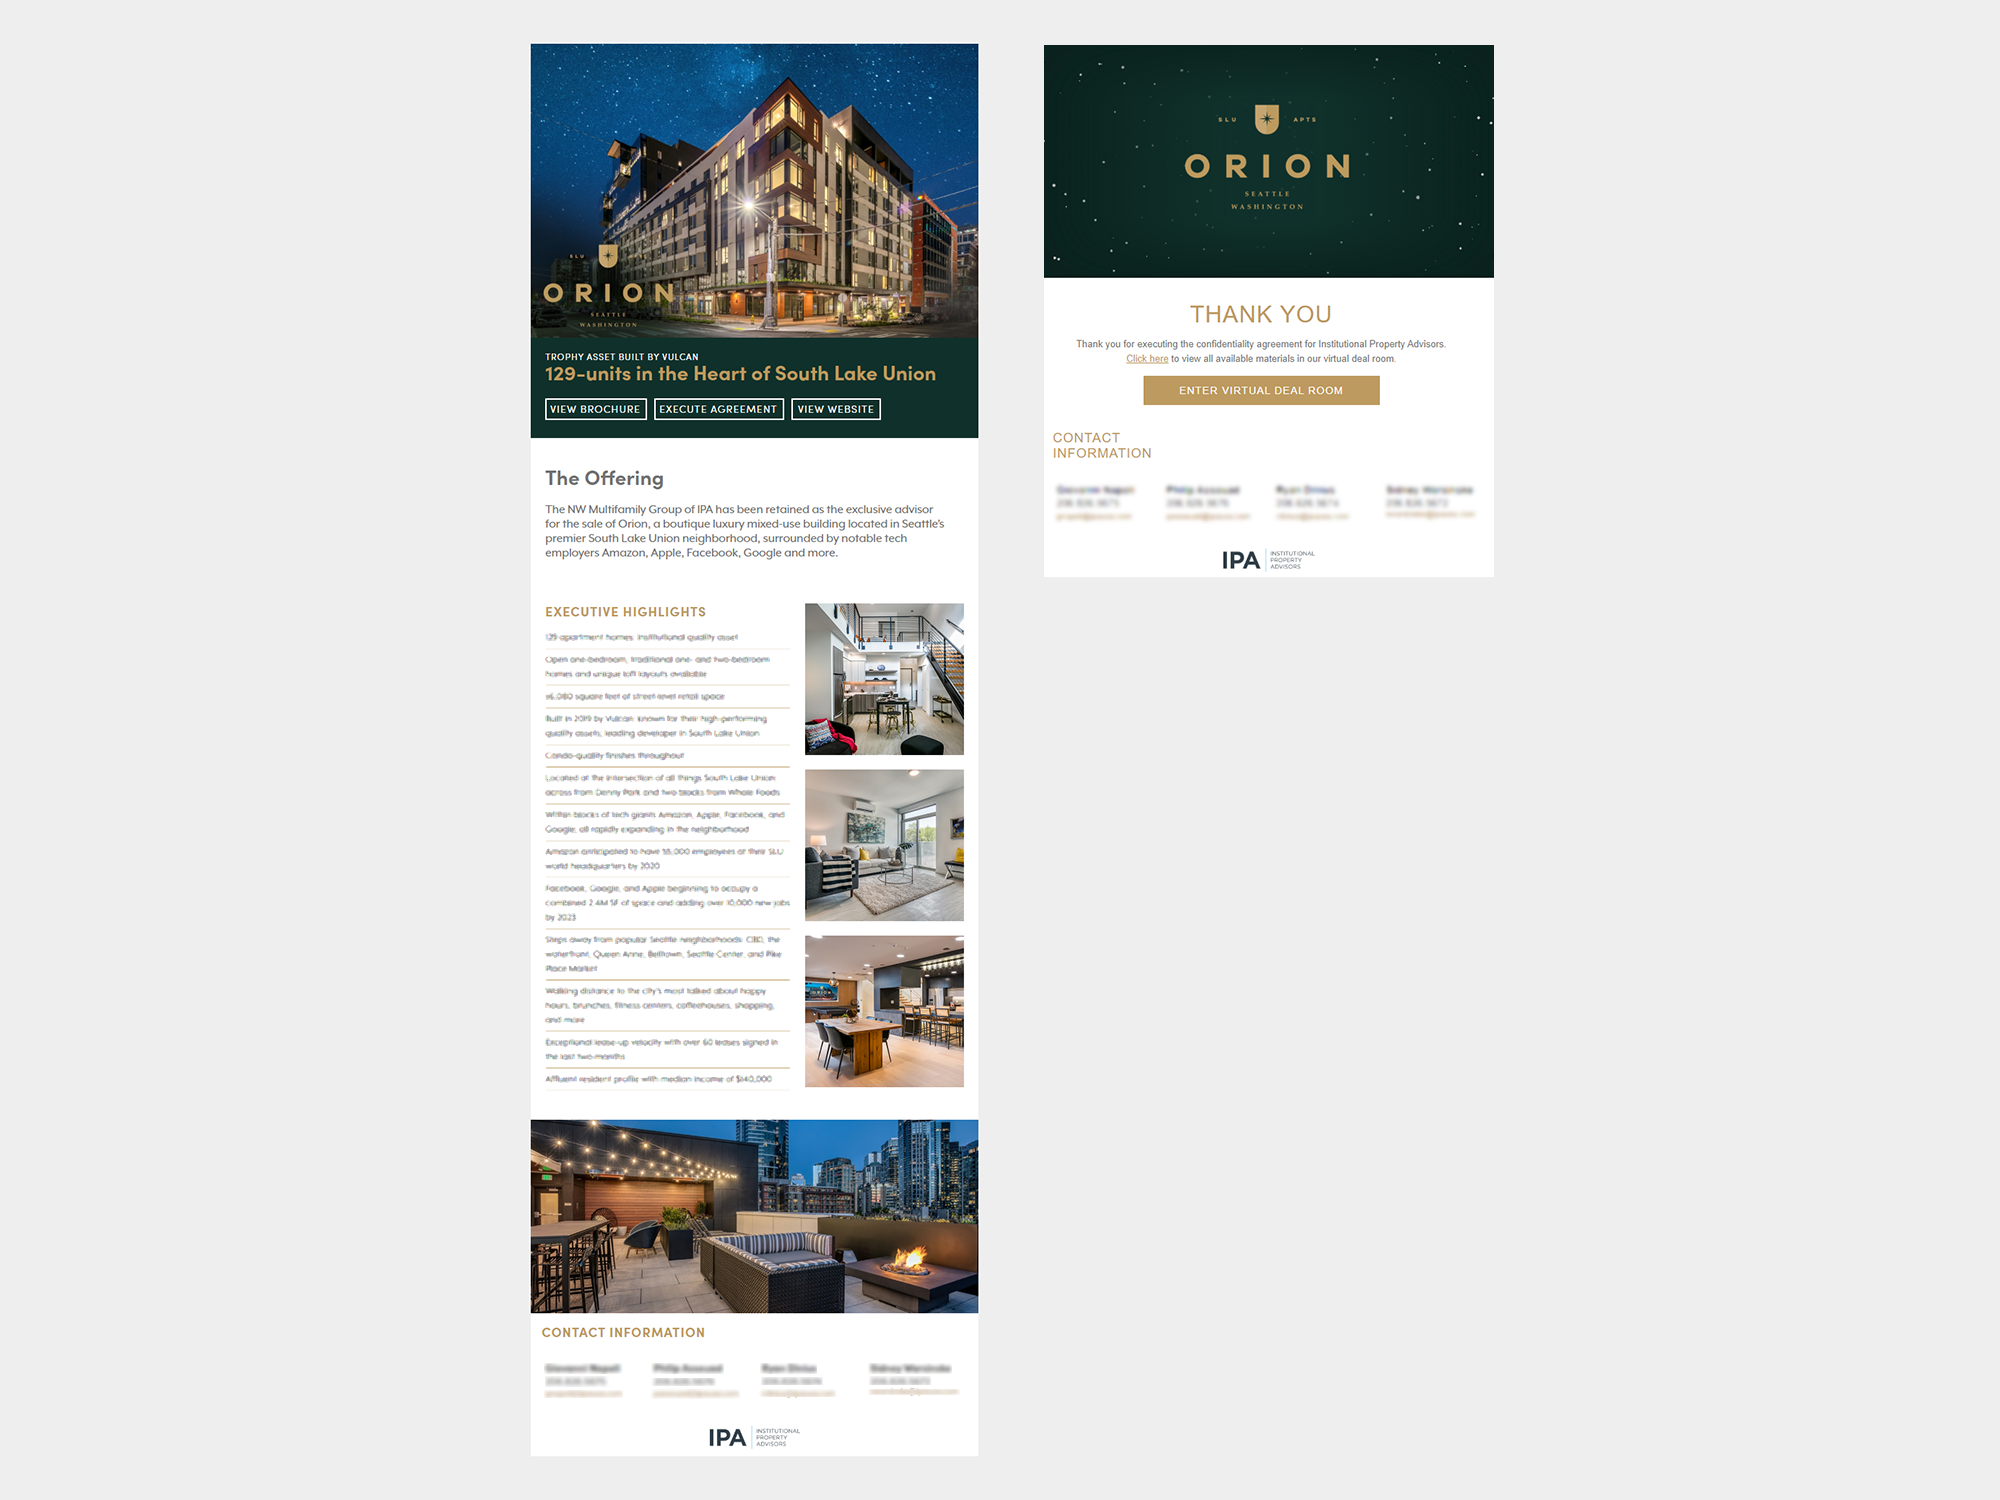 SLU APTS
ORION
SEATTLE
WASHINGTON
SLU
ORION
SEATTLE
WASHINGTON
TROPHY ASSET BUILT BY VULCAN
129-units in the Heart of South Lake Union
VIEW BROCHURE
EXECUTE AGREEMENT
VIEW WEBSITE
The Offering
The NW Multifamily Group of IPA has been retained as the exclusive advisor
for the sale of Orion, a boutique luxury mixed-use building located in Seattle's
premier South Lake Union neighborhood, surrounded by notable tech
employers Amazon, Apple, Facebook, Google and more.
EXECUTIVE HIGHLIGHTS
129 apartment homes: institutional quality asset
Open one-bedroom, traditional one- and two-bedroom
homes and unique loft layouts available
square feet of street-level retail space
Built in 2019 by Vulcan: known for their high-performing
quality assets, leading developer in South Lake Union
Condo-quality finishes throughout
Located at the intersection of all things South Lake Union:
across from Denny Park and two-blocks from Whole Foods
Within blocks of tech giants Amazon, Apple, Facebook, and
Google; all rapidly expanding in the neighborhood
Amazon anticipated to have employees at their SLU
world headquarters by 2020
Facebook, Google, and Apple beginning to occupy a
combined 2.4M SF of space and adding over 10,000 new jobs
by 2023
Steps away from popular Seattle neighborhoods: CBD, the
waterfront, Queen Anne, Belltown, Seattle Center, and Pike
Place Market
Walking distance to the city's most talked about happy
hours, brunches, fitness centers, coffeehouses, shopping,
and more
Exceptional lease-up velocity with over 60 leases signed in
the last two-months
Affluent resident profile with median income of $140,000
CONTACT INFORMATION
IPA
INSTITUTIONAL
PROPERTY
ADVISORS
THANK YOU
Thank you for executing the confidentiality agreement for Institutional Property Advisors.
Click here to view all available materials in our virtual deal room.
ENTER VIRTUAL DEAL ROOM
CONTACT
INFORMATION
IPA
INSTITUTIONAL
PROPERTY
ADVISORS